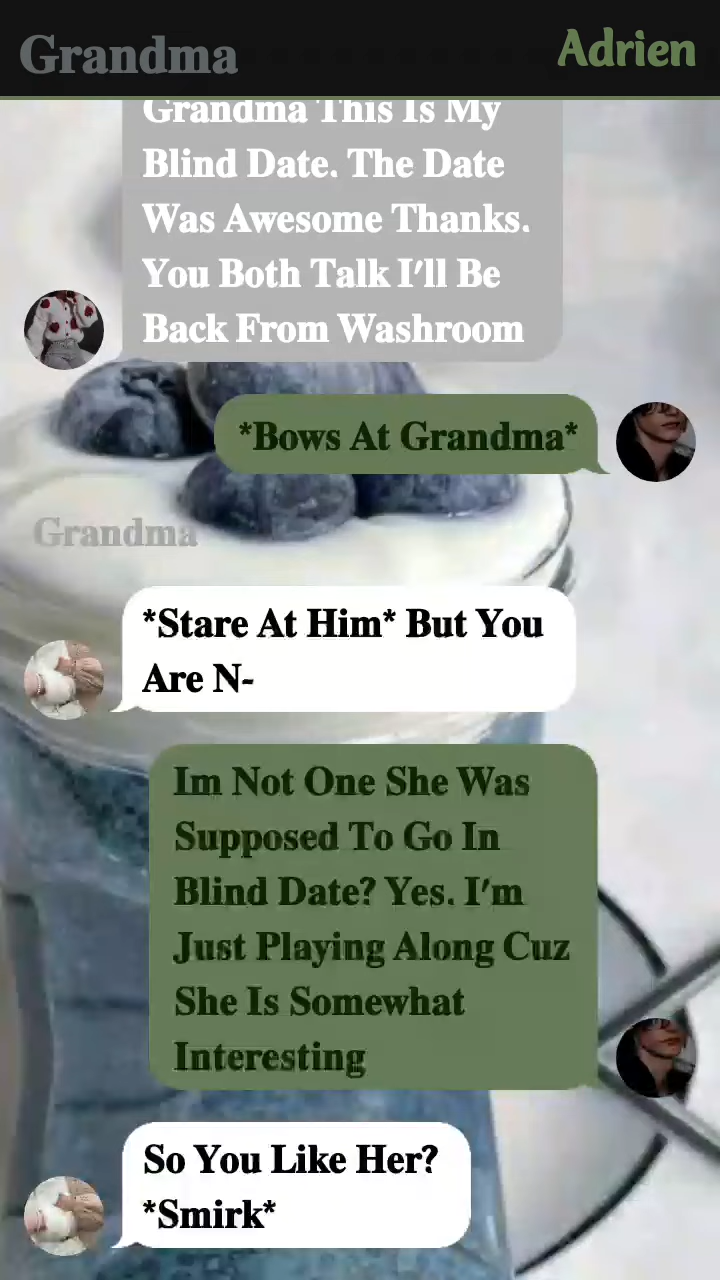 Grandma
Adrien
Grandma This Is My
Blind Date. The Date
Was Awesome Thanks.
You Both Talk I'll Be
Back From Washroom
*Bows At Grandma*
Grandma
*Stare At Him* But You
Are N-
Im Not One She Was
Supposed To Go In
Blind Date? Yes. I'm
Just Playing Along Cuz
She Is Somewhat
Interesting
So You Like Her?
*Smirk*